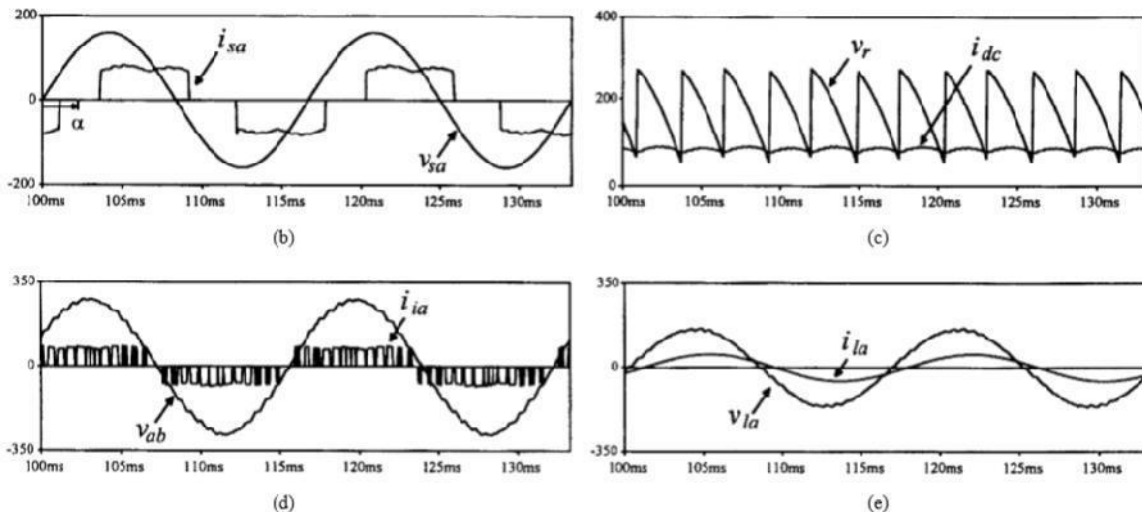 200
i_sa
0
α
v_sa
-200
100ms 105ms 110ms 115ms 120ms 125ms 130ms
(b)
400
v_r
i_dc
200
0
100ms 105ms 110ms 115ms 120ms 125ms 130ms
(c)
350
i_ia
0
v_ab
-350
100ms 105ms 110ms 115ms 120ms 125ms 130ms
(d)
350
i_la
0
v_la
-350
100ms 105ms 110ms 115ms 120ms 125ms 130ms
(e)